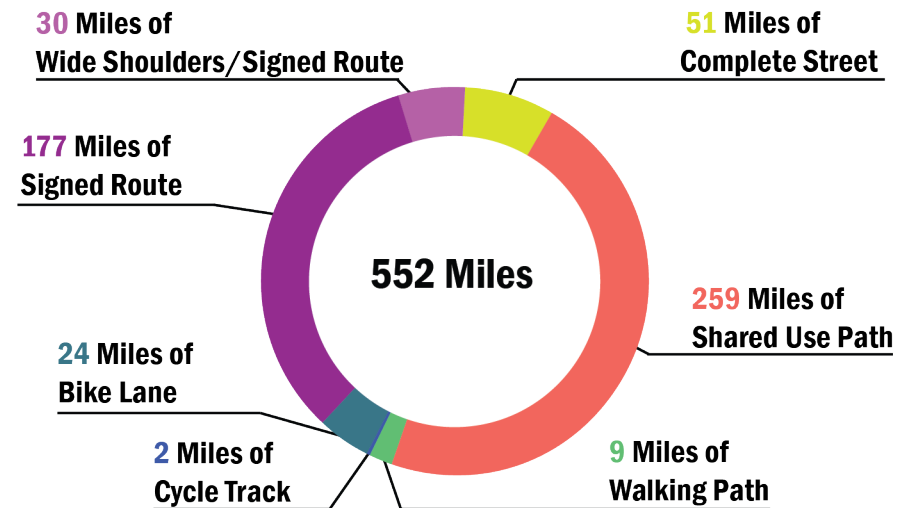 30 Miles of
Wide Shoulders/Signed Route
51 Miles of
Complete Street
177 Miles of
Signed Route
552 Miles
259 Miles of
Shared Use Path
24 Miles of
Bike Lane
2 Miles of
Cycle Track
9 Miles of
Walking Path